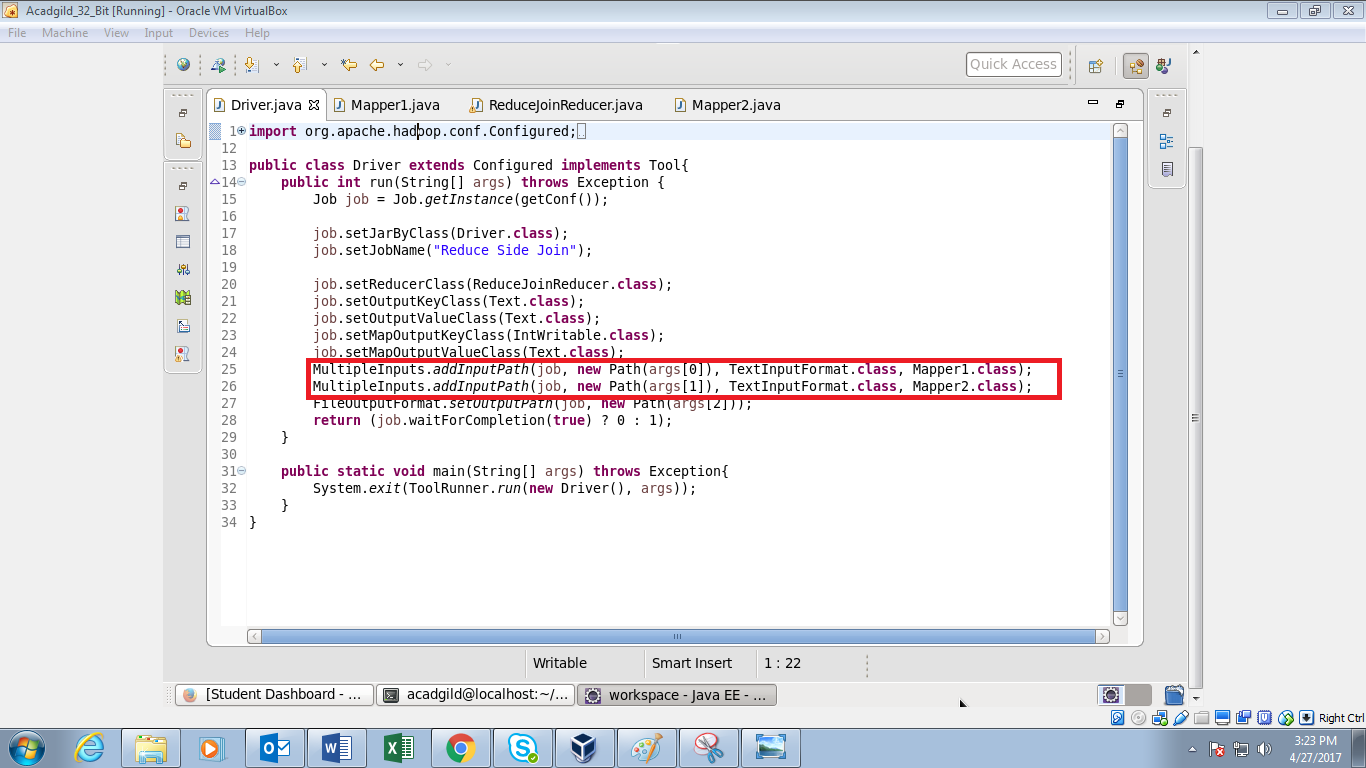 Acadgild_32_Bit [Running] - Oracle VM VirtualBox
File Machine View Input Devices Help
Quick Access
Driver.java Mapper1.java ReduceJoinReducer.java Mapper2.java
1 import org.apache.hadoop.conf.Configured;
12
13 public class Driver extends Configured implements Tool{
14 public int run(String[] args) throws Exception {
15 Job job = Job.getInstance(getConf());
16
17 job.setJarByClass(Driver.class);
18 job.setJobName("Reduce Side Join");
19
20 job.setReducerClass(ReduceJoinReducer.class);
21 job.setOutputKeyClass(Text.class);
22 job.setOutputValueClass(Text.class);
23 job.setMapOutputKeyClass(IntWritable.class);
24 job.setMapOutputValueClass(Text.class);
25 MultipleInputs.addInputPath(job, new Path(args[0]), TextInputFormat.class, Mapper1.class);
26 MultipleInputs.addInputPath(job, new Path(args[1]), TextInputFormat.class, Mapper2.class);
27 FileOutputFormat.setOutputPath(job, new Path(args[2]));
28 return (job.waitForCompletion(true) ? 0 : 1);
29 }
30
31 public static void main(String[] args) throws Exception{
32 System.exit(ToolRunner.run(new Driver(), args));
33 }
34 }
Writable Smart Insert 1 : 22
[Student Dashboard - ... acadgild@localhost:~/... workspace - Java EE - ...
Right Ctrl
3:23 PM
4/27/2017